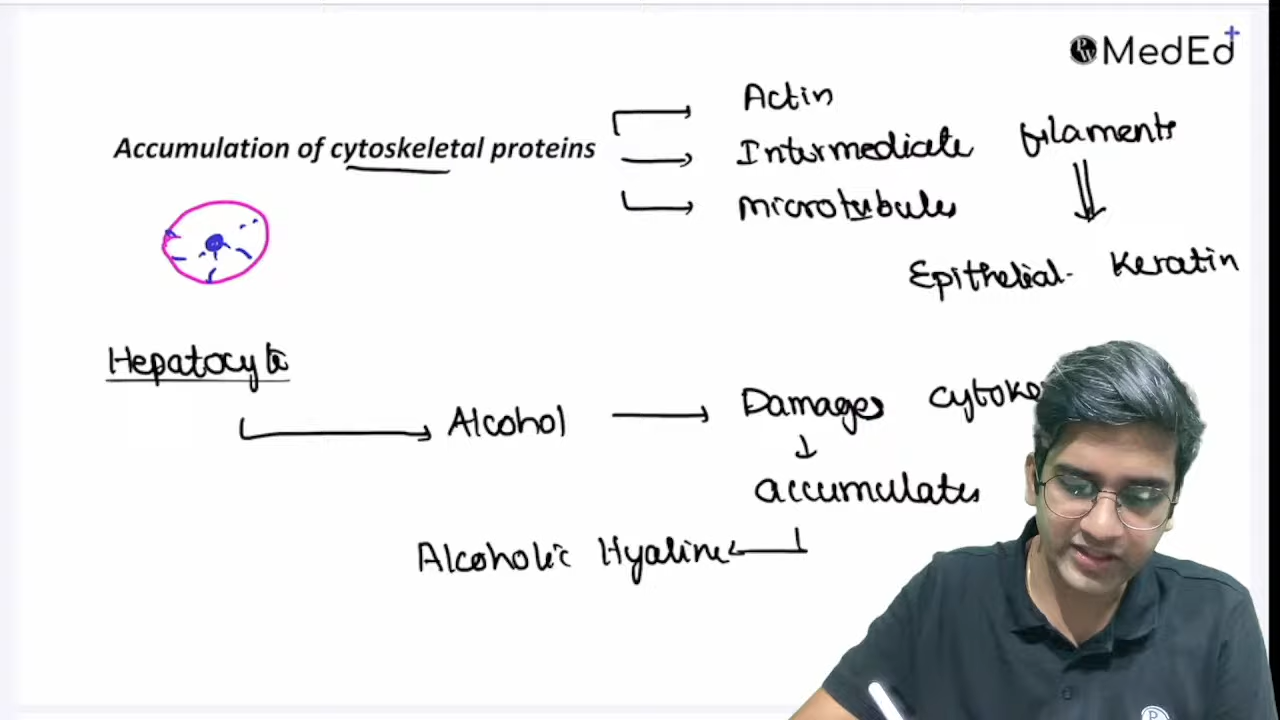 MedEd+
Actin
Accumulation of cytoskeletal proteins
Intermediate filaments
microtubules
Epithelial - Keratin
Hepatocyte
Alcohol
Damages
accumulates
Alcoholic Hyaline